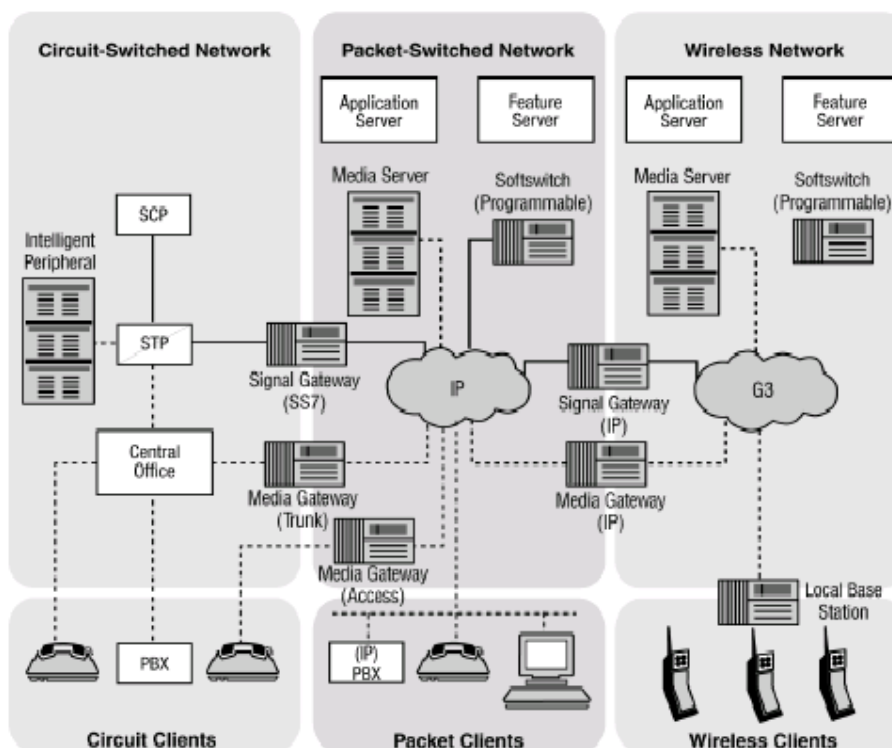 Circuit-Switched Network
Packet-Switched Network
Wireless Network
Application
Server
Feature
Server
Application
Server
Feature
Server
Media Server
Softswitch
(Programmable)
Media Server
Softswitch
(Programmable)
SCP
Intelligent
Peripheral
STP
Signal Gateway
(SS7)
IP
Signal Gateway
(IP)
G3
Central
Office
Media Gateway
(Trunk)
Media Gateway
(IP)
Media Gateway
(Access)
Local Base
Station
PBX
(IP)
PBX
Circuit Clients
Packet Clients
Wireless Clients